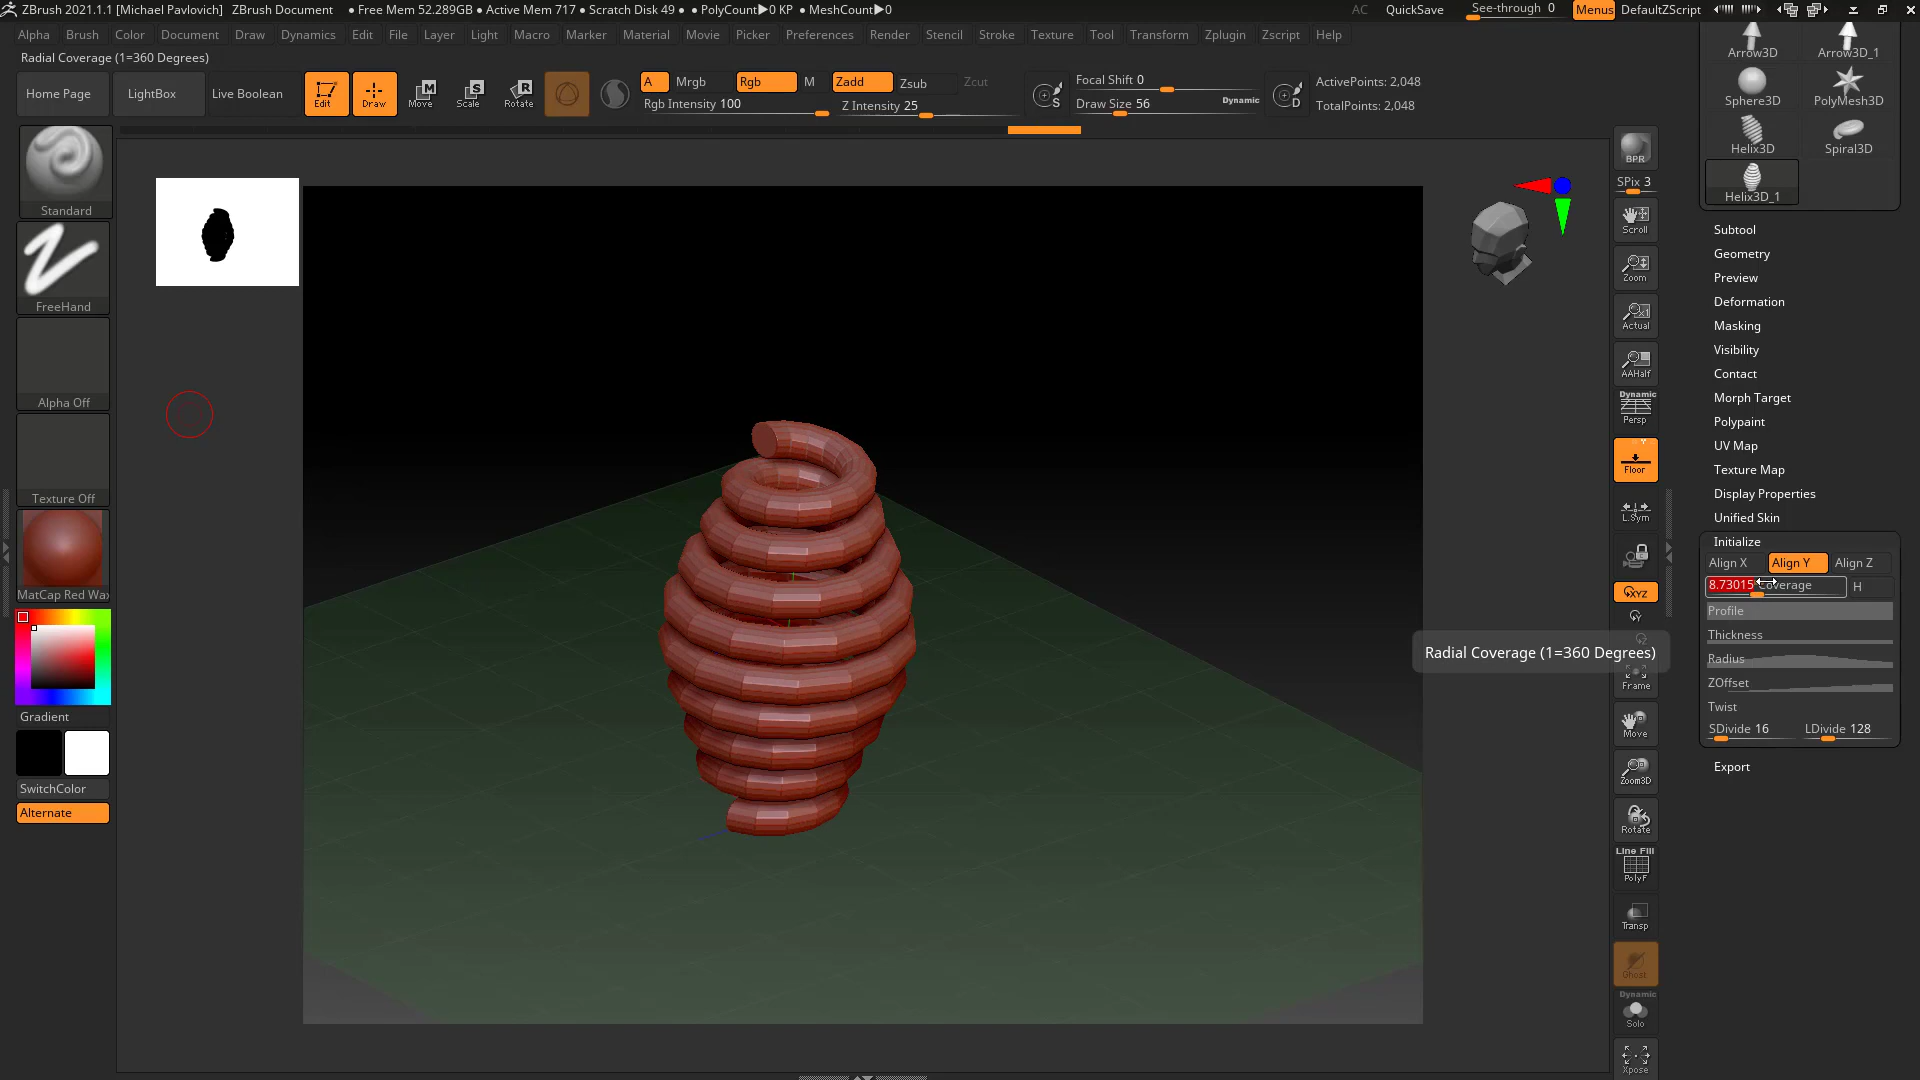 ZBrush 2021.1.1 [Michael Pavlovich] ZBrush Document • Free Mem 52.289GB • Active Mem 717 • Scratch Disk 49 • • PolyCount▶0 KP • MeshCount▶0 AC QuickSave See-through 0 Menus DefaultZScript
Alpha Brush Color Document Draw Dynamics Edit File Layer Light Macro Marker Material Movie Picker Preferences Render Stencil Stroke Texture Tool Transform Zplugin Zscript Help
Radial Coverage (1=360 Degrees)
Home Page LightBox Live Boolean Edit Draw Move Scale Rotate
A Mrgb Rgb M Zadd Zsub Zcut
Rgb Intensity 100 Z Intensity 25
S Focal Shift 0
Draw Size 56 Dynamic
D ActivePoints: 2,048
TotalPoints: 2,048
Standard
FreeHand
Alpha Off
Texture Off
MatCap Red Wax
Gradient
SwitchColor
Alternate
BPR
SPix 3
Scroll
Zoom
Actual
AAHalf
Dynamic
Persp
Floor
L.Sym
XYZ
Y
Z
Frame
Move
Zoom3D
Rotate
Line Fill
PolyF
Transp
Ghost
Dynamic
Solo
Xpose
Radial Coverage (1=360 Degrees)
Arrow3D Arrow3D_1
Sphere3D PolyMesh3D
Helix3D Spiral3D
Helix3D_1
Subtool
Geometry
Preview
Deformation
Masking
Visibility
Contact
Morph Target
Polypaint
UV Map
Texture Map
Display Properties
Unified Skin
Initialize
Align X Align Y Align Z
8.73015 Coverage H
Profile
Thickness
Radius
ZOffset
Twist
SDivide 16 LDivide 128
Export